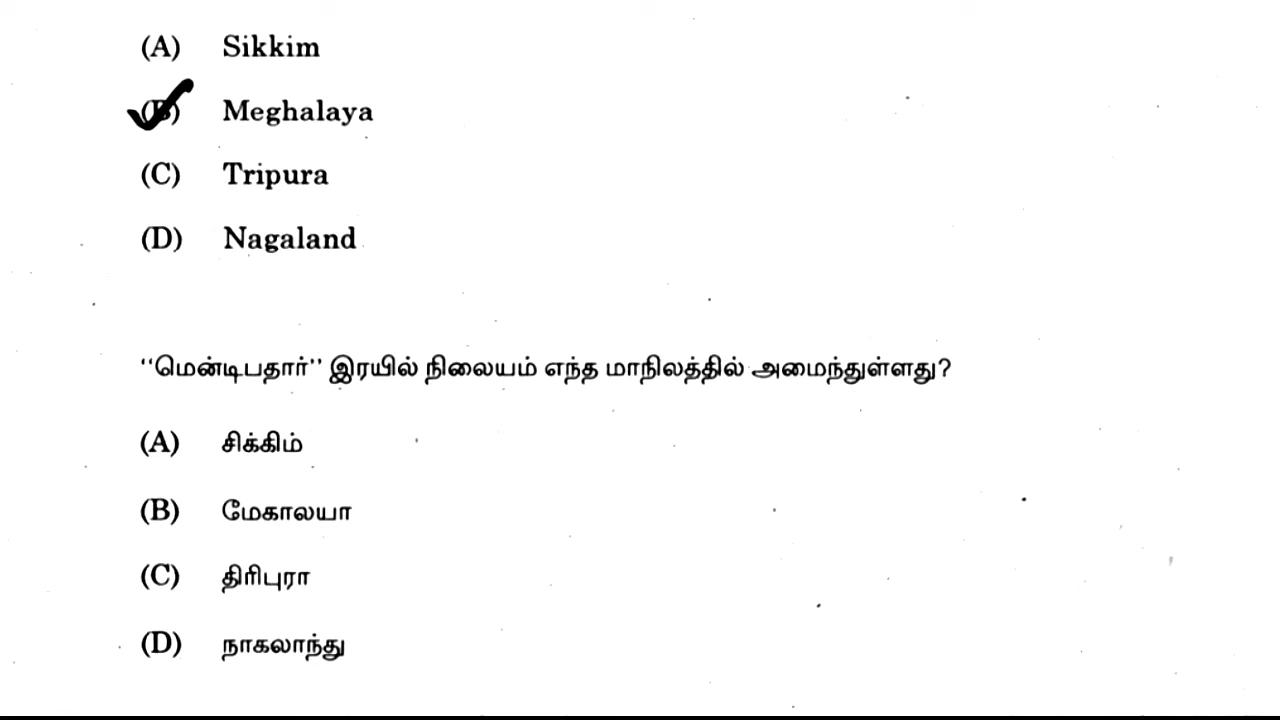 (A) Sikkim
(B) Meghalaya
(C) Tripura
(D) Nagaland
‘‘மென்டிபதார்’’ இரயில் நிலையம் எந்த மாநிலத்தில் அமைந்துள்ளது?
(A) சிக்கிம்
(B) மேகாலயா
(C) திரிபுரா
(D) நாகலாந்து